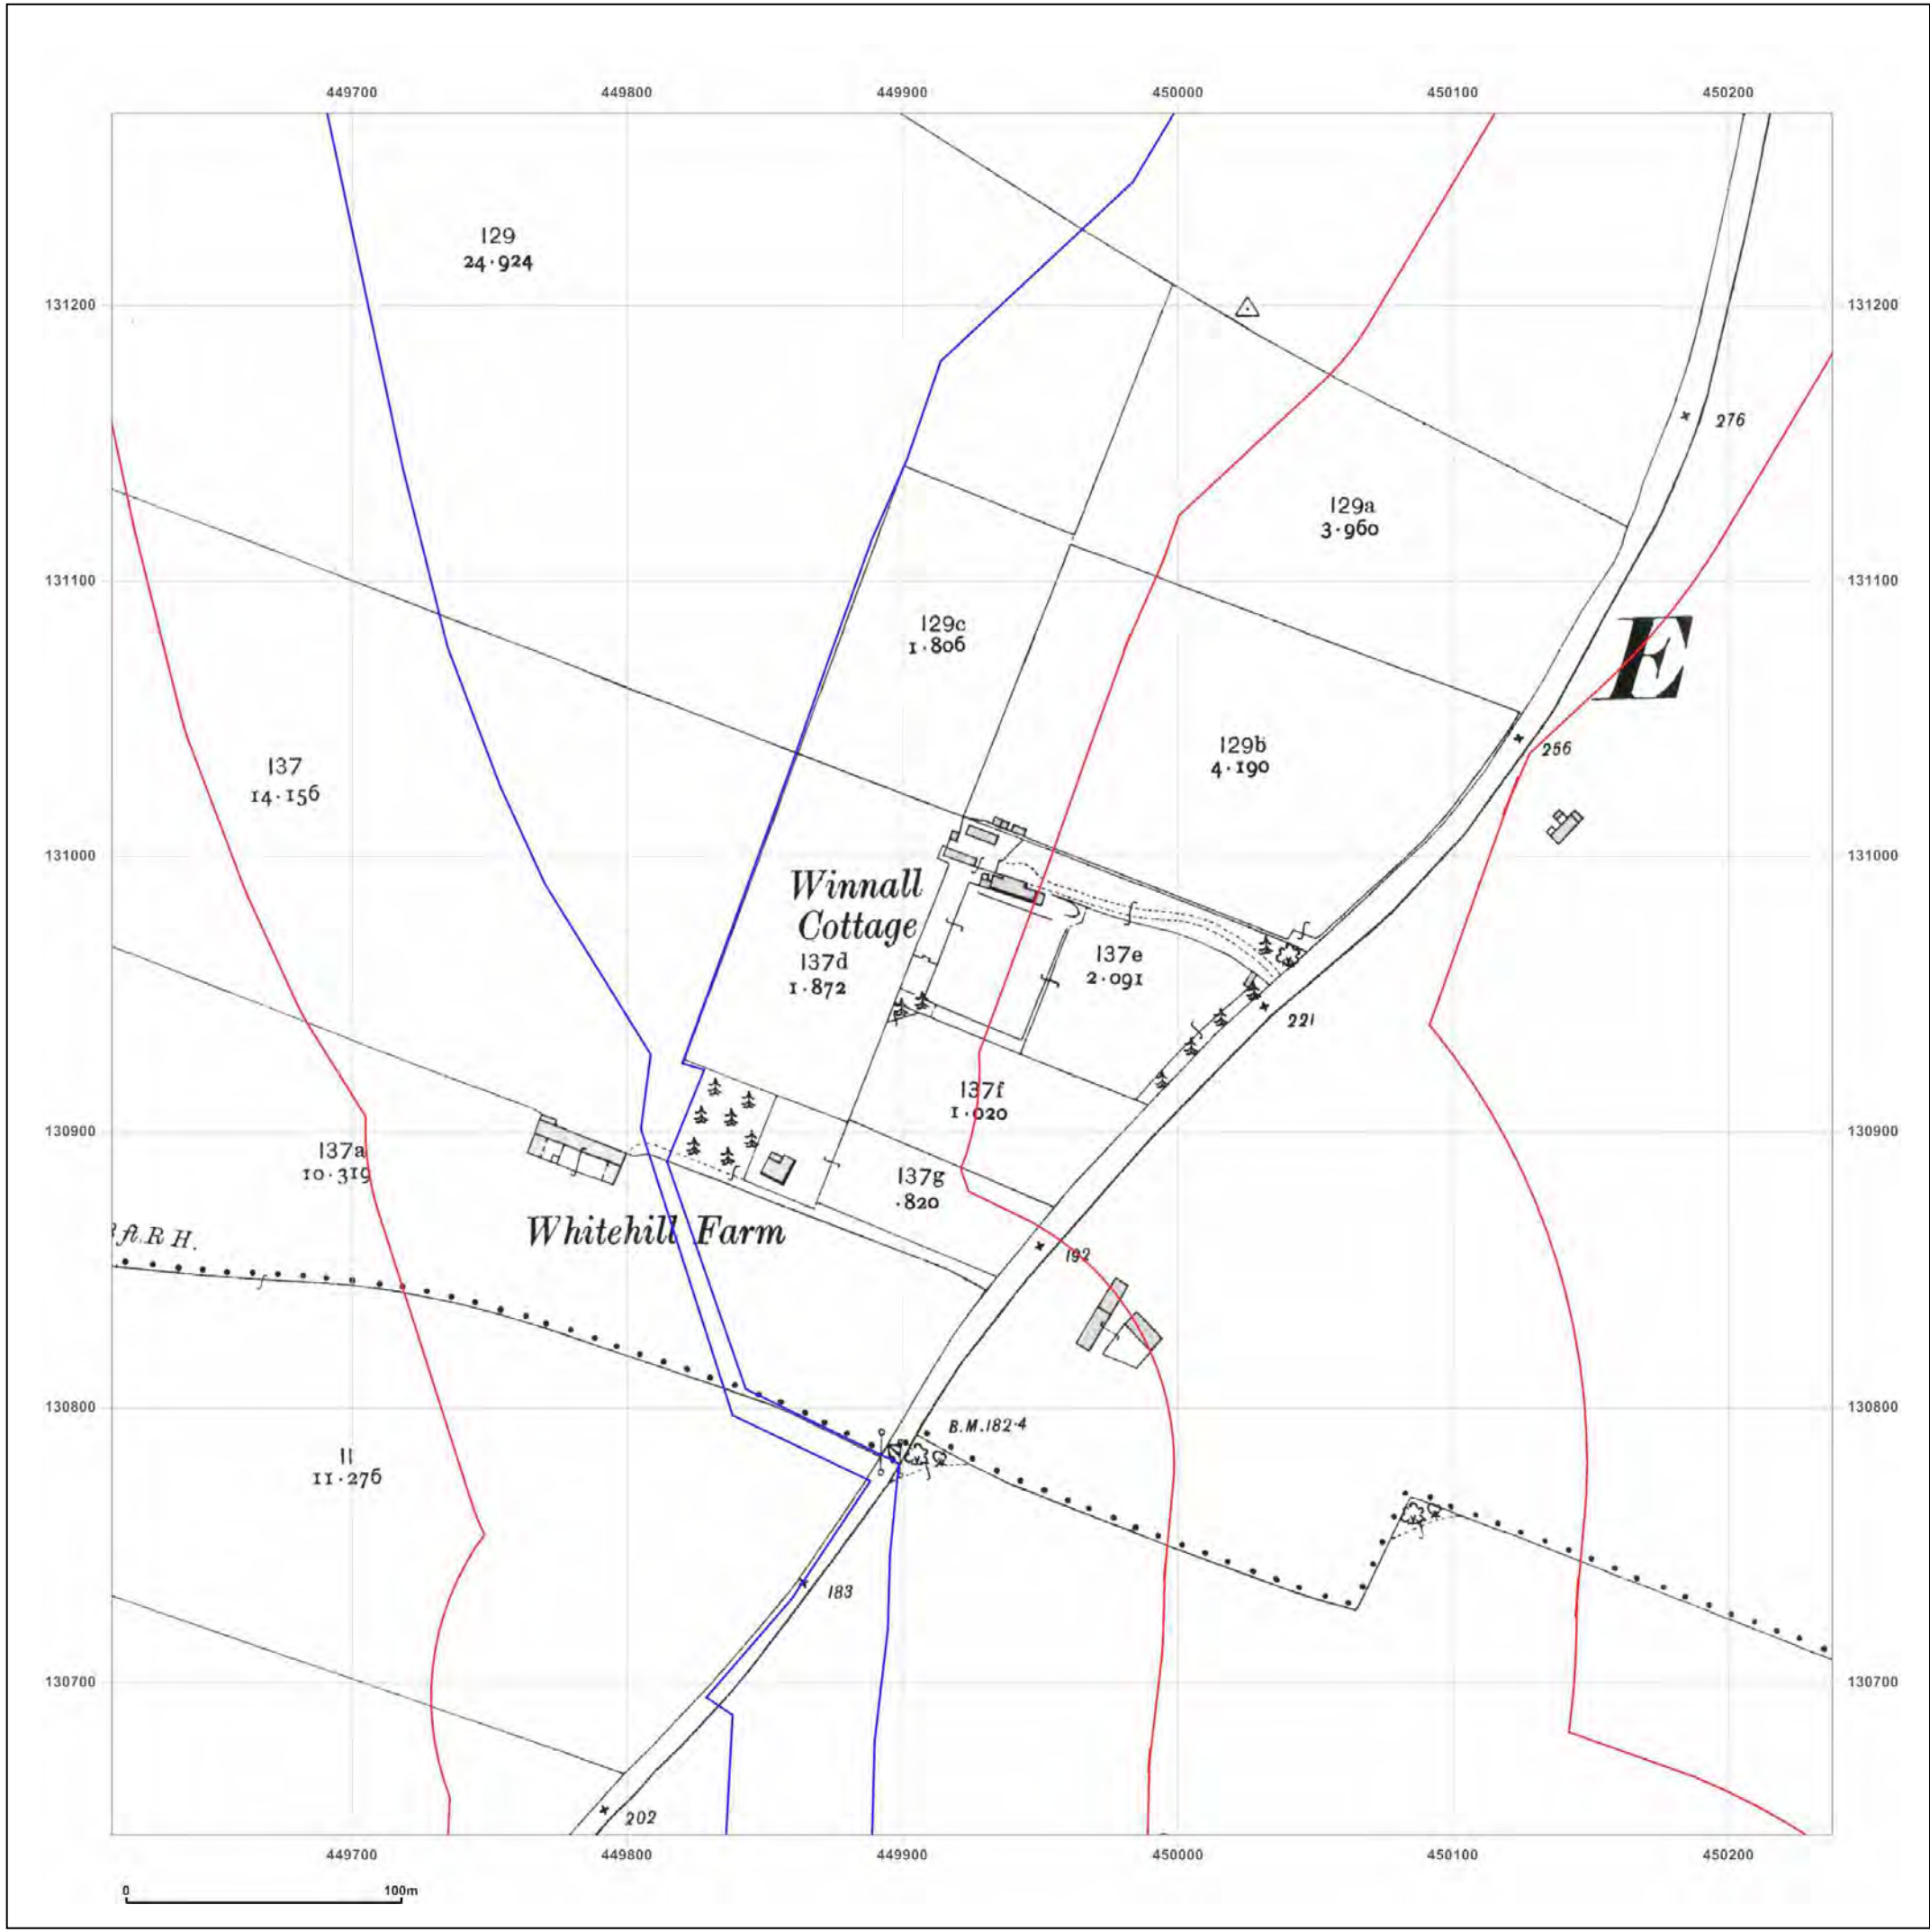 449700 449800 449900 450000 450100 450200
129
24·924
131200 131200
276
129a
3·960
131100 131100
129c
1·806
E
129b
4·190
256
137
14·156
131000 131000
Winnall
Cottage
137d
1·872
137e
2·091
221
137f
1·020
130900 130900
137a
10·319
137g
·820
ft. R H.
Whitehill Farm
192
130800 130800
B.M.182·4
11
11·276
183
130700 130700
202
449700 449800 449900 450000 450100 450200
0 100m